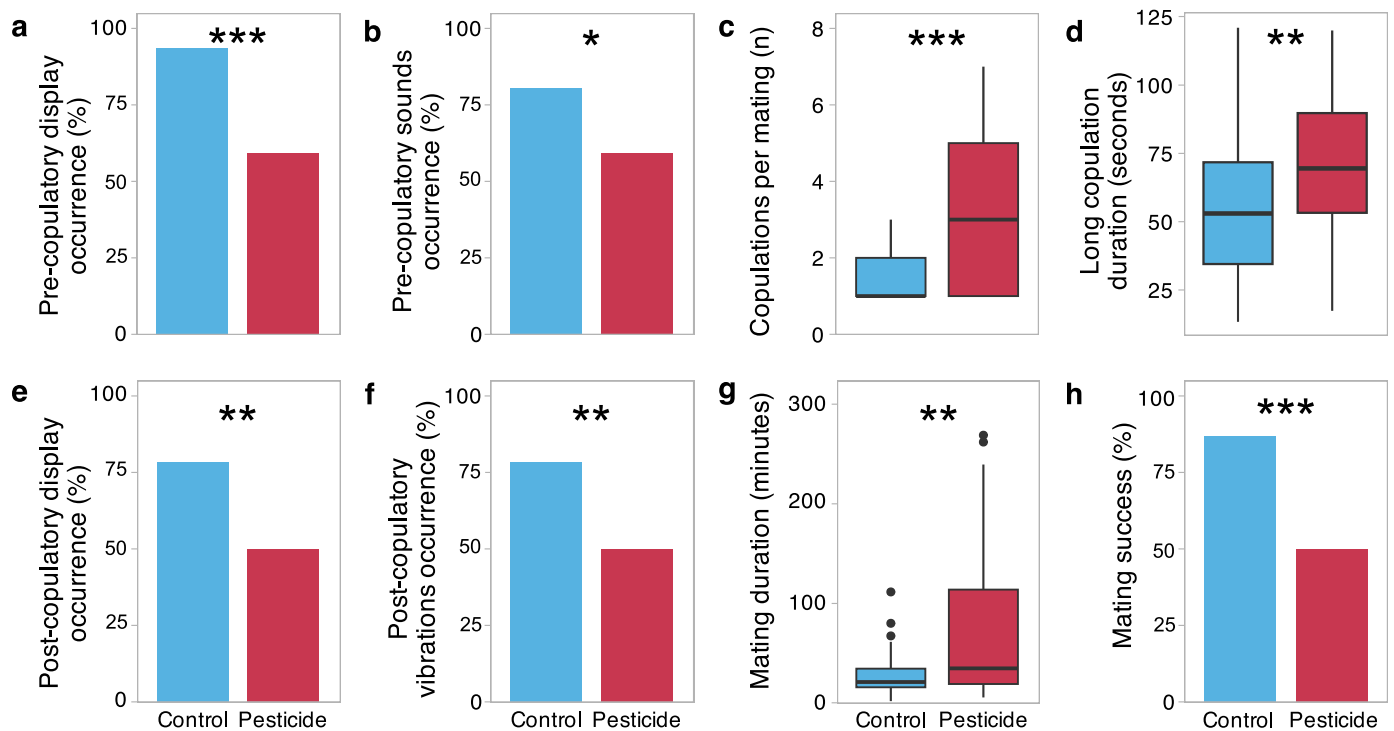 a
Pre-copulatory display
occurrence (%)
100
75
50
25
0
***
b
Pre-copulatory sounds
occurrence (%)
100
75
50
25
0
*
c
Copulations per mating (n)
8
6
4
2
0
***
d
Long copulation
duration (seconds)
125
100
75
50
25
**
e
Post-copulatory display
occurrence (%)
100
75
50
25
0
**
Control Pesticide
f
Post-copulatory
vibrations occurrence (%)
100
75
50
25
0
**
Control Pesticide
g
Mating duration (minutes)
300
200
100
0
**
Control Pesticide
h
Mating success (%)
100
75
50
25
0
***
Control Pesticide